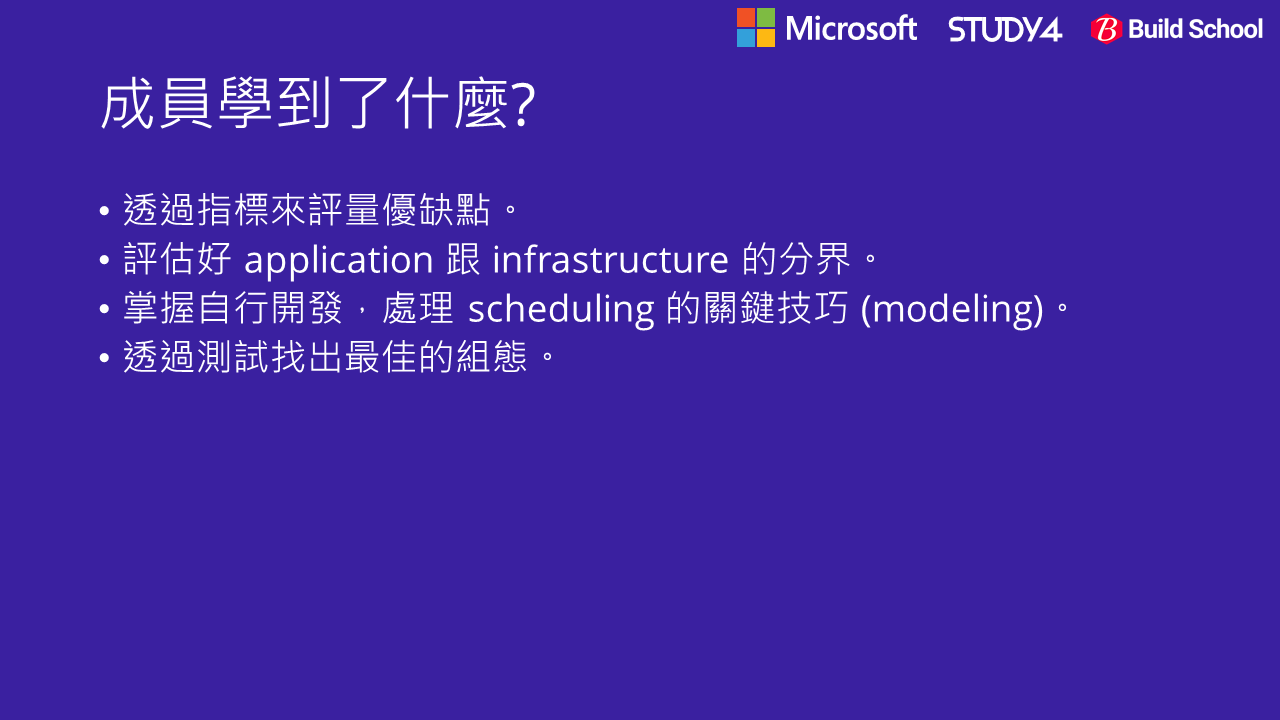 Microsoft STUDY4 Build School
成員學到了什麼?
• 透過指標來評量優缺點。
• 評估好 application 跟 infrastructure 的分界。
• 掌握自行開發，處理 scheduling 的關鍵技巧 (modeling)。
• 透過測試找出最佳的組態。